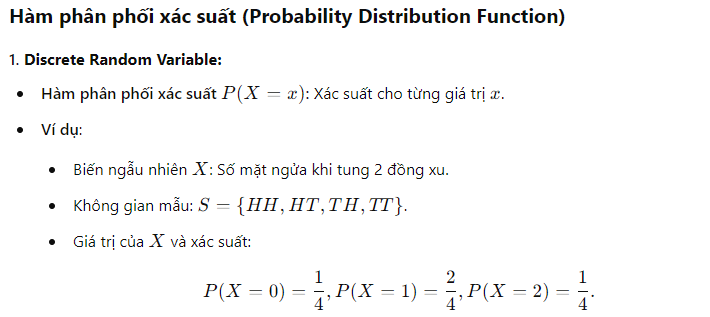 Hàm phân phối xác suất (Probability Distribution Function)
1. Discrete Random Variable:
• Hàm phân phối xác suất P(X = x): Xác suất cho từng giá trị x.
• Ví dụ:
• Biến ngẫu nhiên X: Số mặt ngửa khi tung 2 đồng xu.
• Không gian mẫu: S = {HH, HT, TH, TT}.
• Giá trị của X và xác suất:
P(X = 0) = 1/4, P(X = 1) = 2/4, P(X = 2) = 1/4.